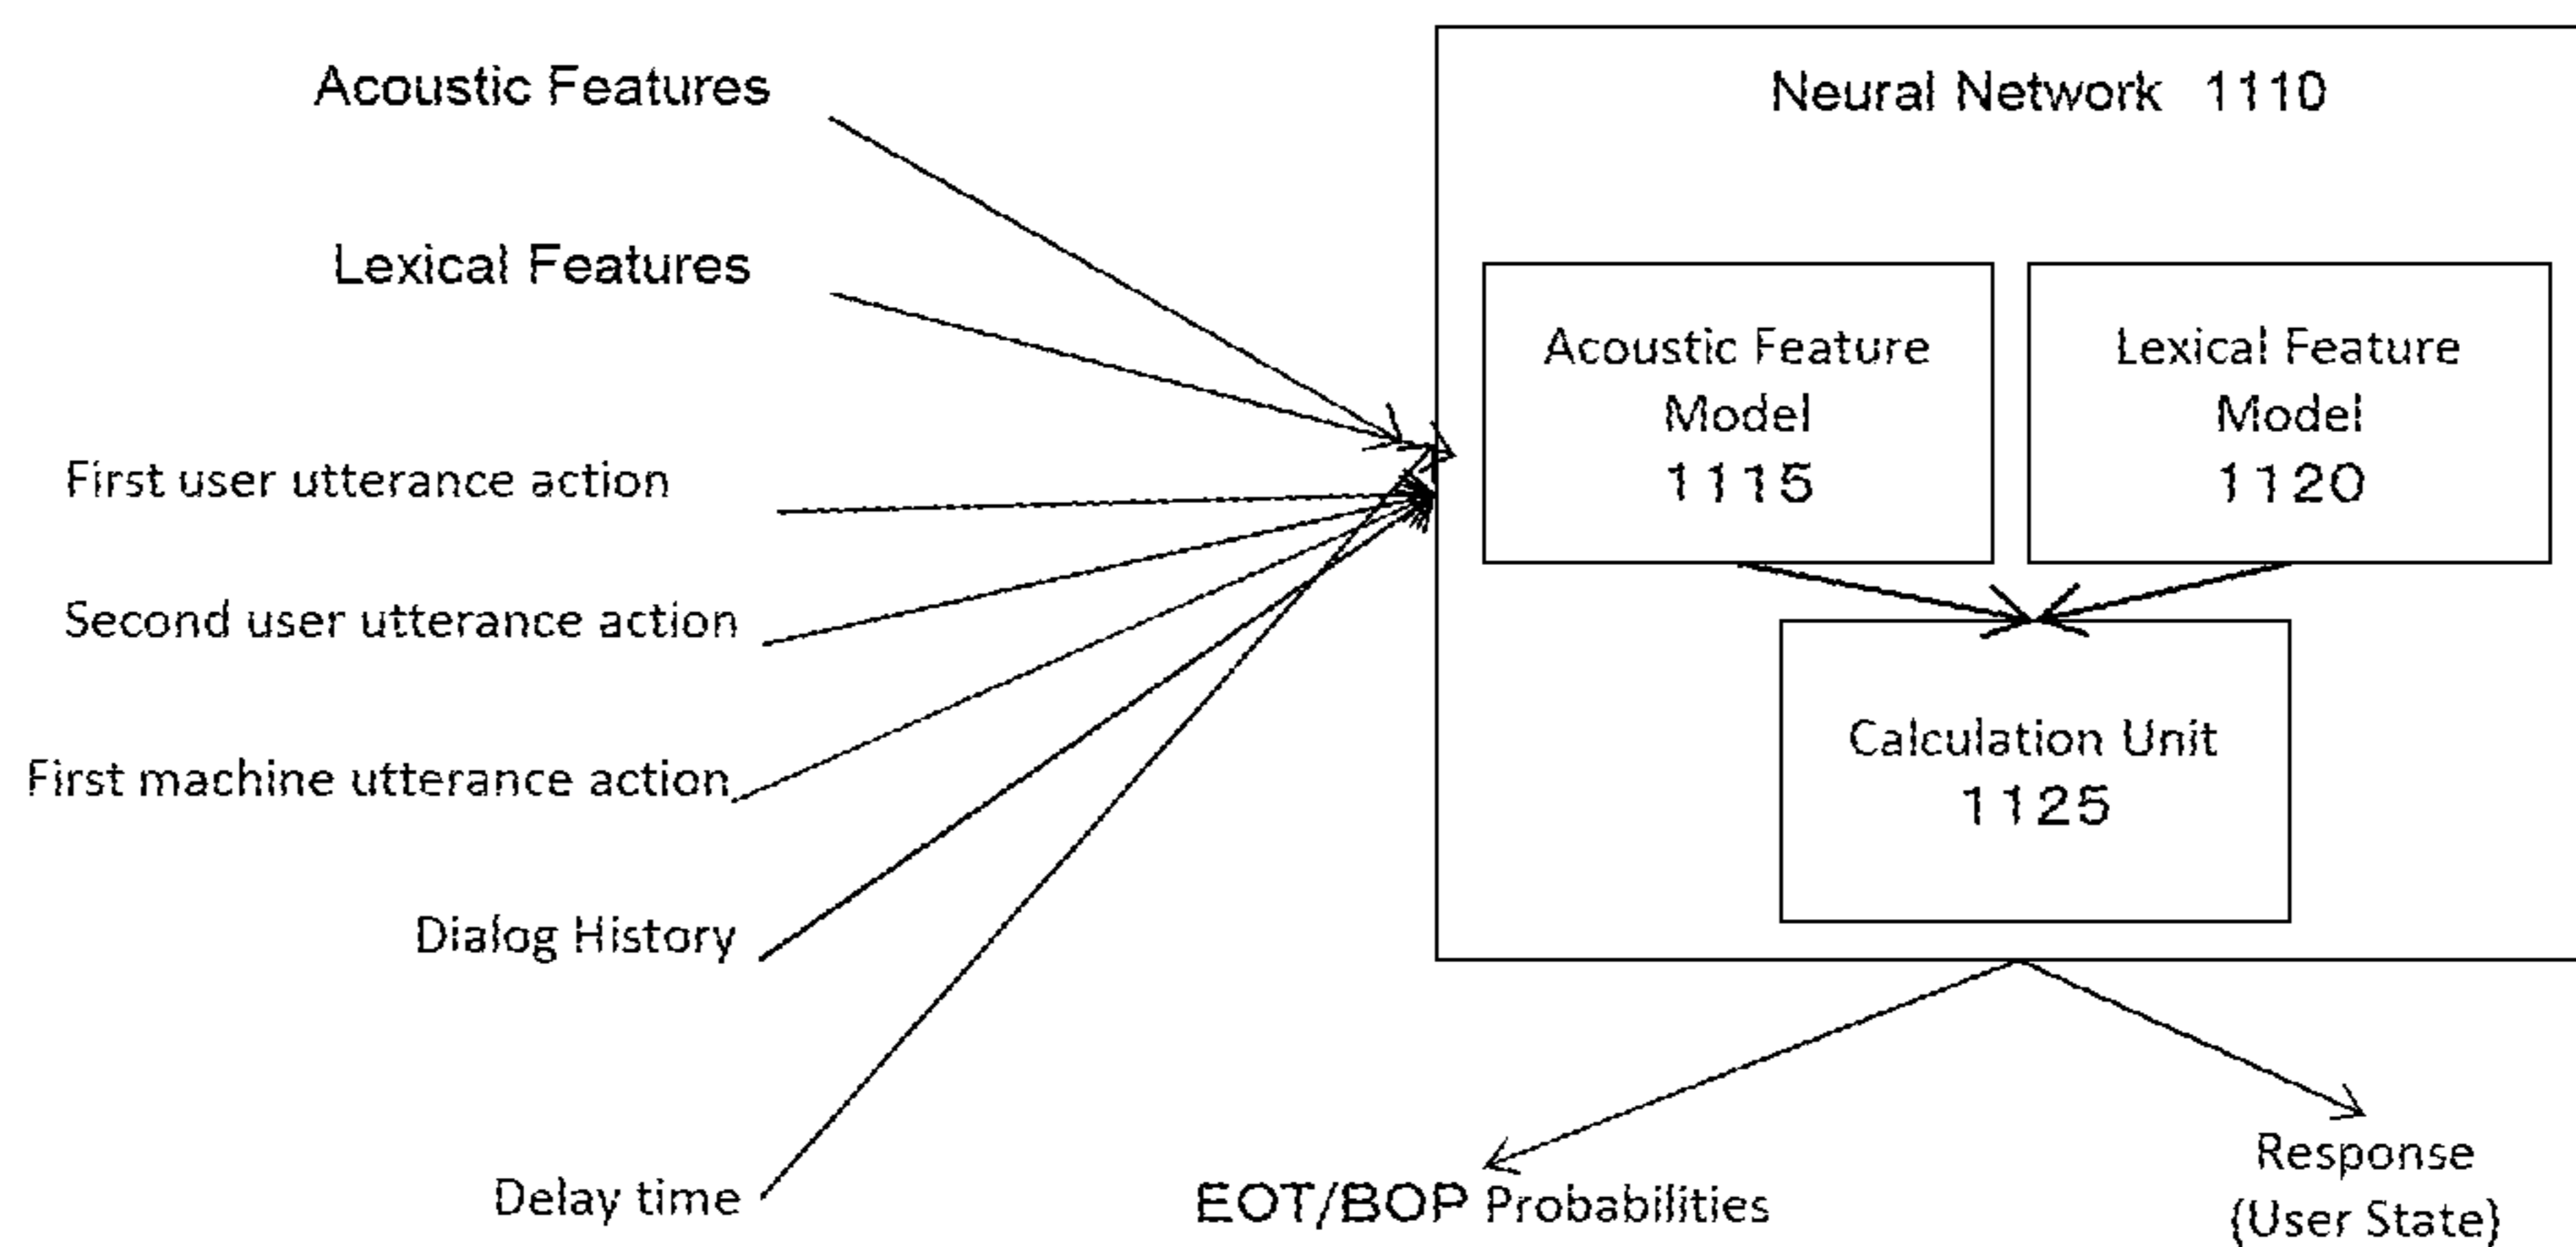 Acoustic Features
Lexical Features
First user utterance action
Second user utterance action
First machine utterance action
Dialog History
Delay time
Neural Network 1110
Acoustic Feature
Model
1115
Lexical Feature
Model
1120
Calculation Unit
1125
EOT/BOP Probabilities
Response
(User State)